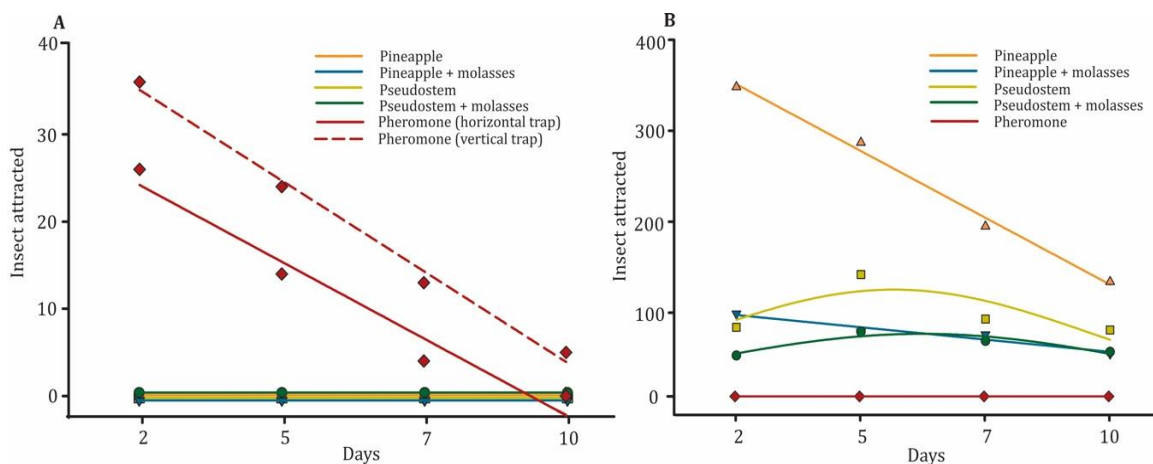 A
40
30
20
10
0
Insect attracted
Pineapple
Pineapple + molasses
Pseudostem
Pseudostem + molasses
Pheromone (horizontal trap)
Pheromone (vertical trap)
2 5 7 10
Days
B
400
300
200
100
0
Insect attracted
Pineapple
Pineapple + molasses
Pseudostem
Pseudostem + molasses
Pheromone
2 5 7 10
Days